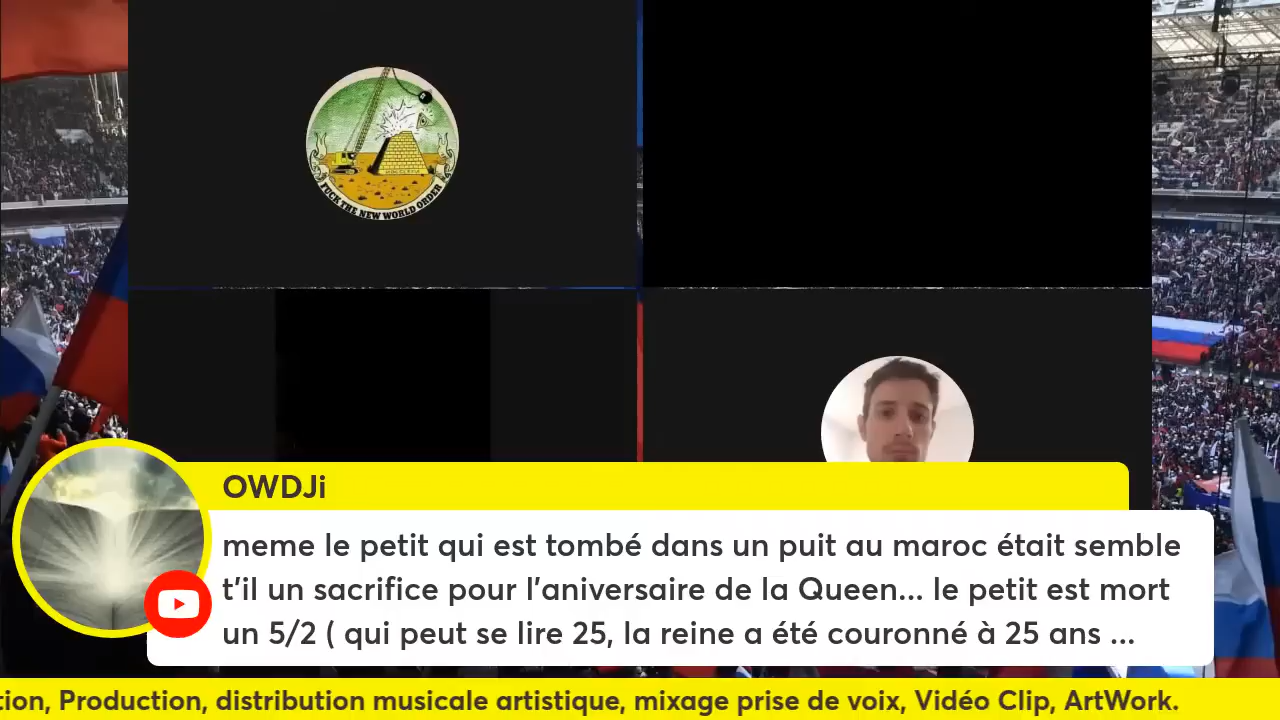 FUCK THE NEW WORLD ORDER
OWDJi
meme le petit qui est tombé dans un puit au maroc était semble
t'il un sacrifice pour l'aniversaire de la Queen... le petit est mort
un 5/2 ( qui peut se lire 25, la reine a été couronné à 25 ans ...
tion, Production, distribution musicale artistique, mixage prise de voix, Vidéo Clip, ArtWork.